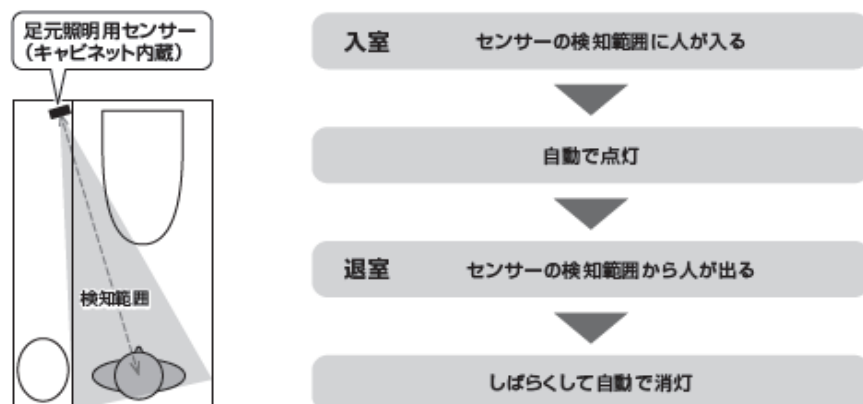 足元照明用センサー
(キャビネット内蔵)
検知範囲
入室 センサーの検知範囲に人が入る
自動で点灯
退室 センサーの検知範囲から人が出る
しばらくして自動で消灯